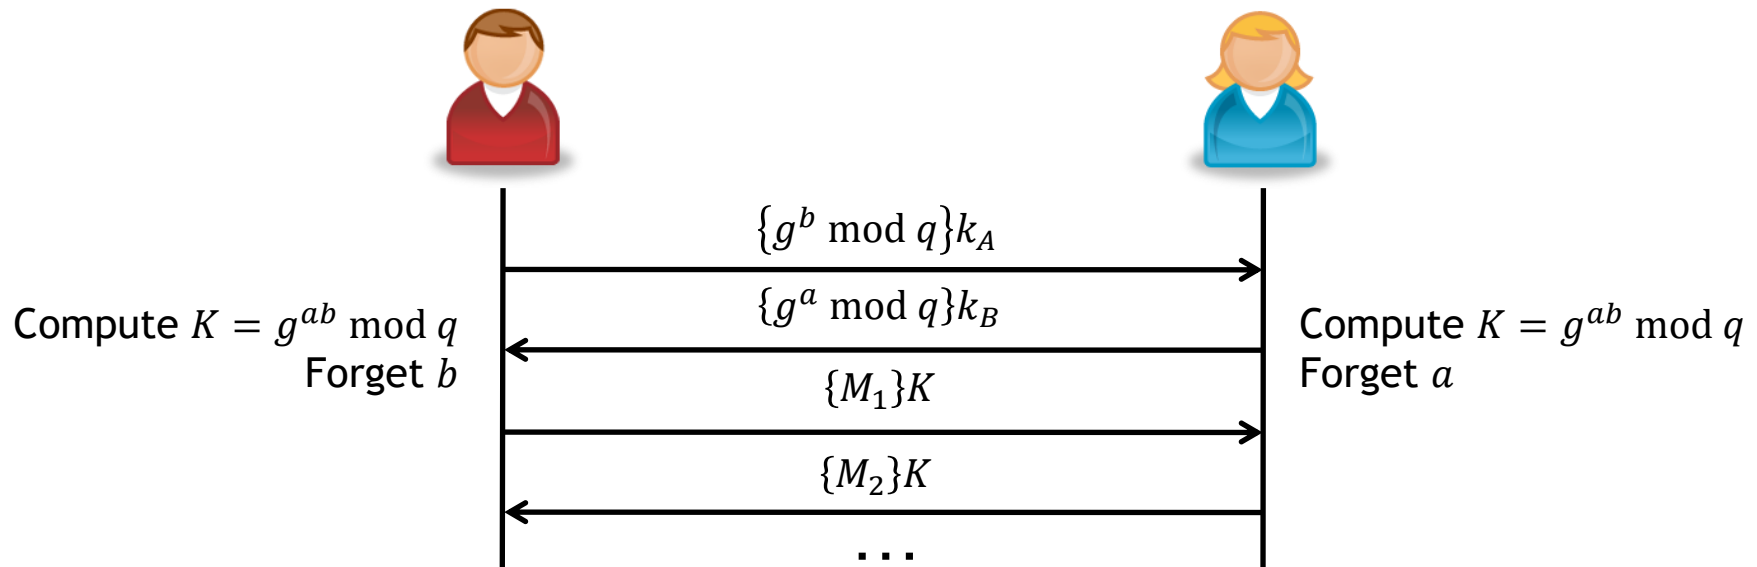 {g^b mod q}k_A
{g^a mod q}k_B
Compute K = g^{ab} mod q
Forget b
Compute K = g^{ab} mod q
Forget a
{M_1}K
{M_2}K
...